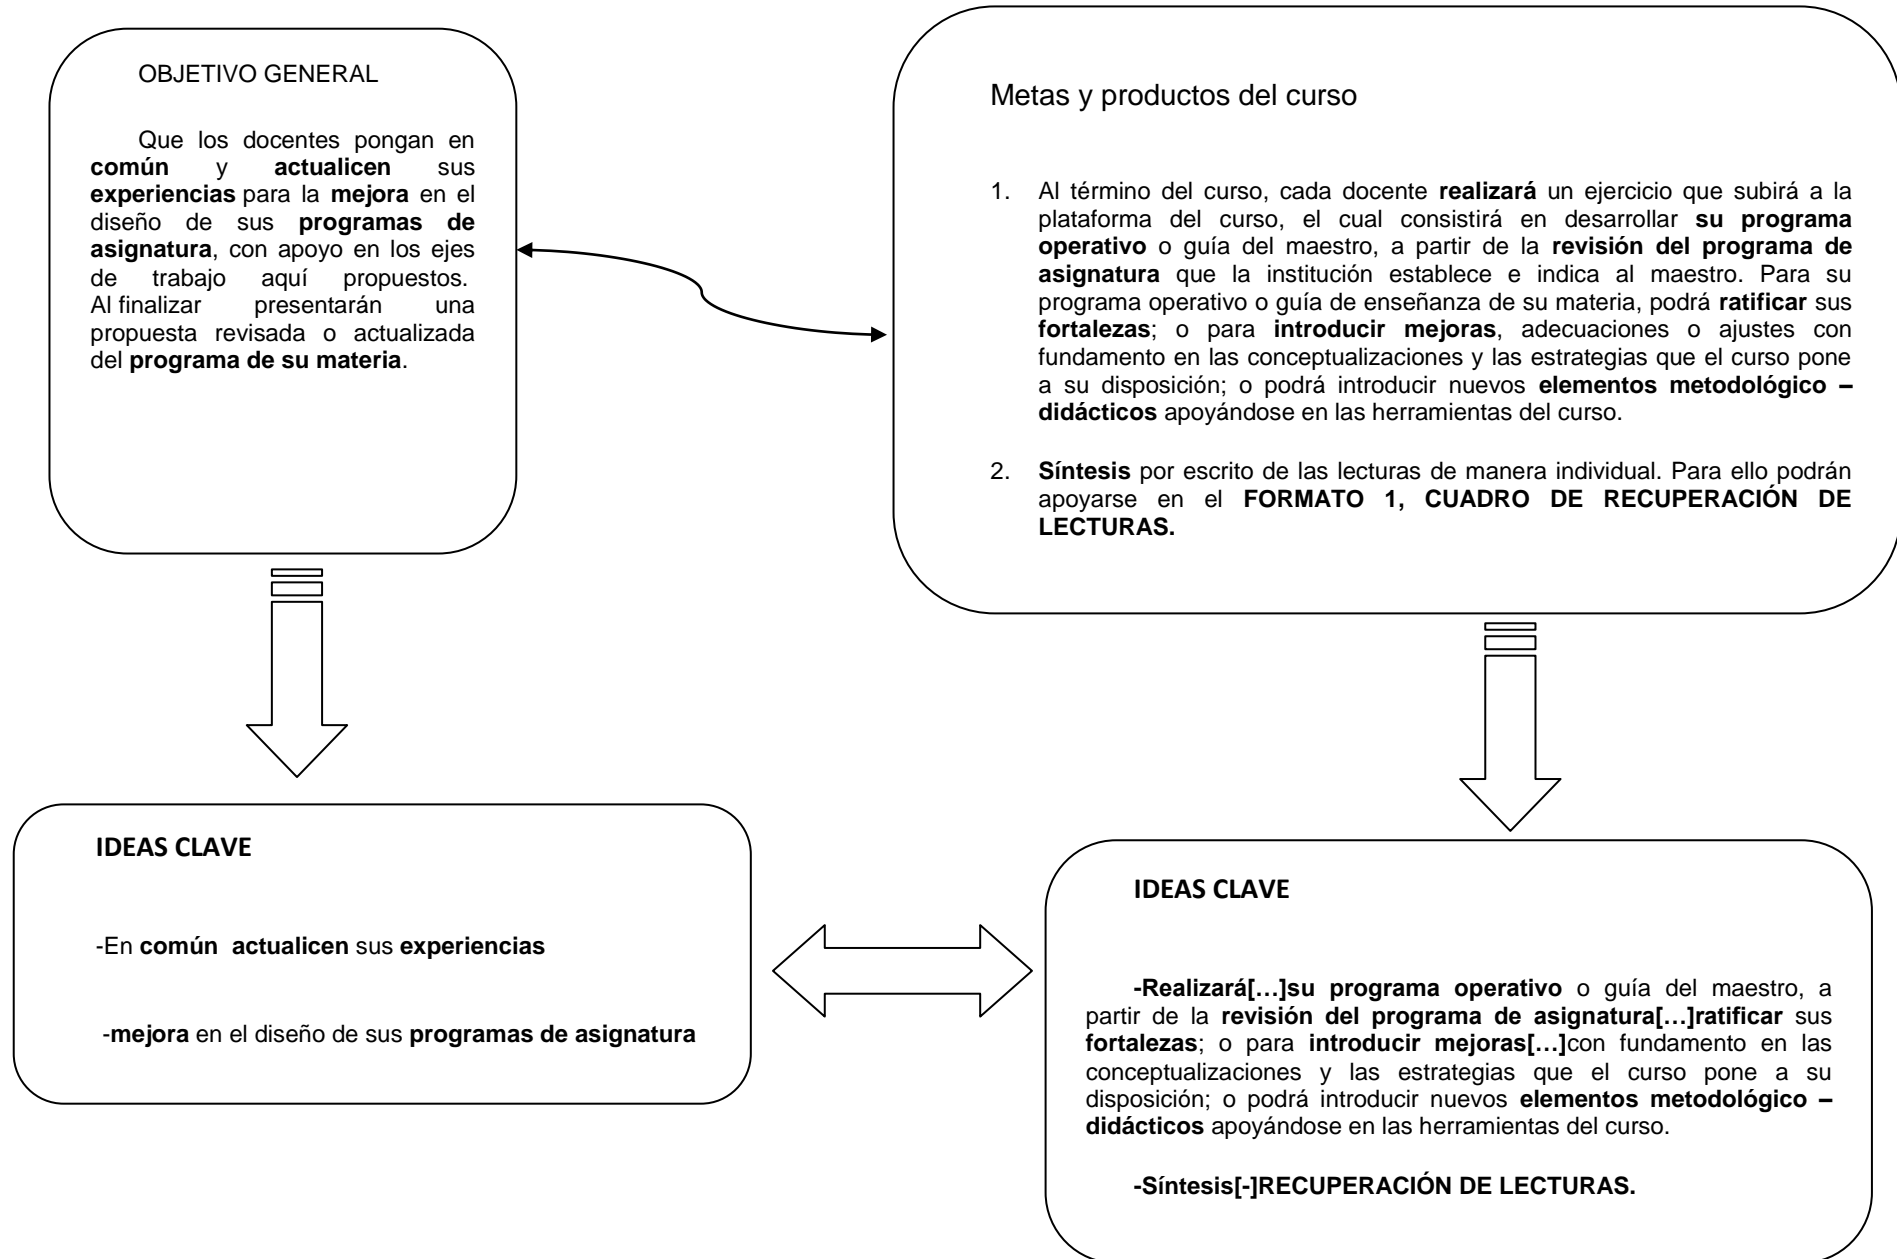 OBJETIVO GENERAL
Que los docentes pongan en
común y actualicen sus
experiencias para la mejora en el
diseño de sus programas de
asignatura, con apoyo en los ejes
de trabajo aquí propuestos.
Al finalizar presentarán una
propuesta revisada o actualizada
del programa de su materia.
Metas y productos del curso
1. Al término del curso, cada docente realizará un ejercicio que subirá a la
plataforma del curso, el cual consistirá en desarrollar su programa
operativo o guía del maestro, a partir de la revisión del programa de
asignatura que la institución establece e indica al maestro. Para su
programa operativo o guía de enseñanza de su materia, podrá ratificar sus
fortalezas; o para introducir mejoras, adecuaciones o ajustes con
fundamento en las conceptualizaciones y las estrategias que el curso pone
a su disposición; o podrá introducir nuevos elementos metodológico –
didácticos apoyándose en las herramientas del curso.
2. Síntesis por escrito de las lecturas de manera individual. Para ello podrán
apoyarse en el FORMATO 1, CUADRO DE RECUPERACIÓN DE
LECTURAS.
IDEAS CLAVE
-En común actualicen sus experiencias
-mejora en el diseño de sus programas de asignatura
IDEAS CLAVE
-Realizará[…]su programa operativo o guía del maestro, a
partir de la revisión del programa de asignatura[…]ratificar sus
fortalezas; o para introducir mejoras[…]con fundamento en las
conceptualizaciones y las estrategias que el curso pone a su
disposición; o podrá introducir nuevos elementos metodológico –
didácticos apoyándose en las herramientas del curso.
-Síntesis[-]RECUPERACIÓN DE LECTURAS.